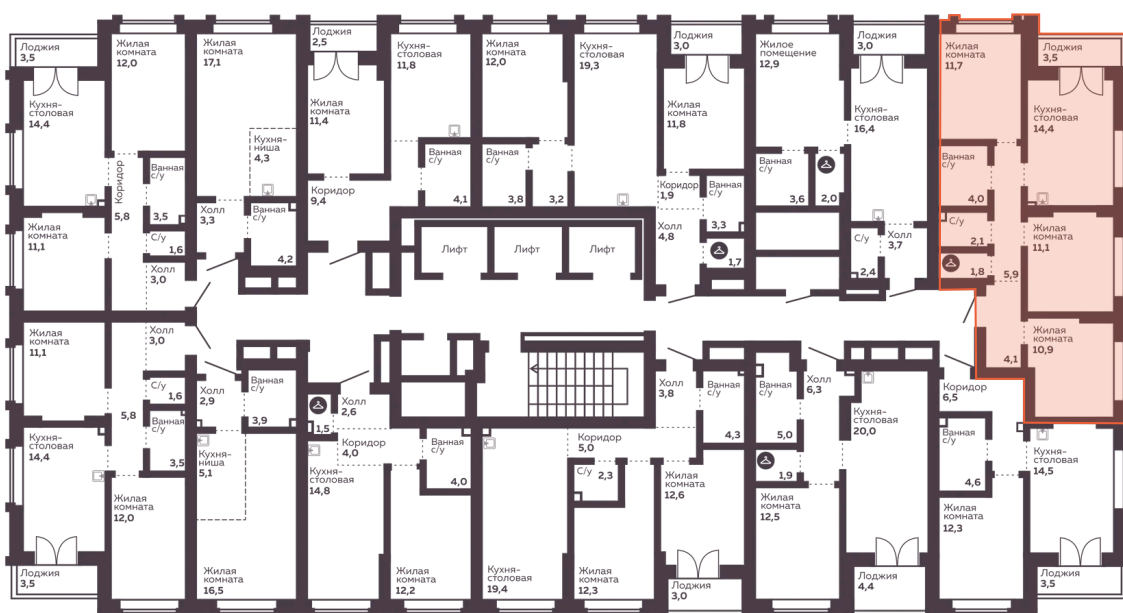 Лоджия
3,5
Жилая
комната
12,0
Жилая
комната
17,1
Лоджия
2,5
Кухня-
столовая
11,8
Жилая
комната
12,0
Кухня-
столовая
19,3
Лоджия
3,0
Жилое
помещение
12,9
Лоджия
3,0
Жилая
комната
11,7
Лоджия
3,5
Кухня-
столовая
14,4
Жилая
комната
11,4
Жилая
комната
11,8
Кухня-
столовая
16,4
Кухня-
столовая
14,4
Кухня-
ниша
4,3
Коридор
5,8
Ванная
с/у
3,5
Коридор
9,4
Ванная
с/у
4,1
Ванная
с/у
3,8
3,2
Коридор
1,9
Ванная
с/у
3,3
Ванная
с/у
3,6
2,0
Ванная
с/у
4,0
Жилая
комната
11,1
С/у
1,6
Холл
3,0
Холл
3,3
Ванная
с/у
4,2
Лифт
Лифт
Лифт
Холл
4,8
1,7
С/у
2,4
Холл
3,7
С/у
2,1
1,8
5,9
Жилая
комната
11,1
Жилая
комната
11,1
Холл
3,0
С/у
1,6
5,8
Ванная
с/у
3,5
Холл
2,9
Ванная
с/у
3,9
1,5
Холл
2,6
Холл
3,8
Ванная
с/у
4,3
Ванная
с/у
5,0
Холл
6,3
4,1
Жилая
комната
10,9
Коридор
6,5
Кухня-
столовая
14,4
Кухня-
ниша
5,1
Коридор
4,0
Кухня-
столовая
14,8
Ванная
с/у
4,0
Коридор
5,0
С/у 2,3
Жилая
комната
12,6
1,9
Кухня-
столовая
20,0
Ванная
с/у
4,6
Кухня-
столовая
14,5
Жилая
комната
12,0
Жилая
комната
12,5
Жилая
комната
12,3
Лоджия
3,5
Жилая
комната
16,5
Жилая
комната
12,2
Кухня-
столовая
19,4
Жилая
комната
12,3
Лоджия
3,0
Лоджия
4,4
Лоджия
3,5